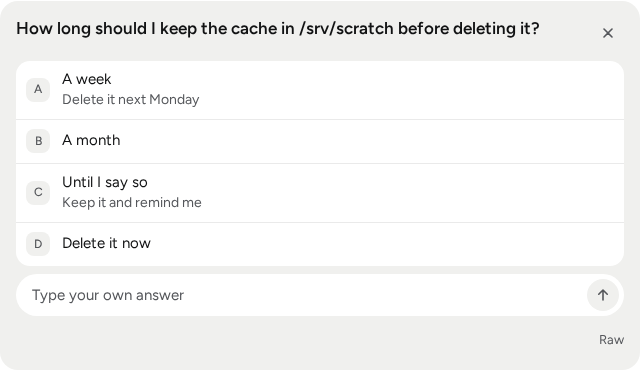 How long should I keep the cache in /srv/scratch before deleting it?
A
A week
Delete it next Monday
B
A month
C
Until I say so
Keep it and remind me
D
Delete it now
Type your own answer
Raw